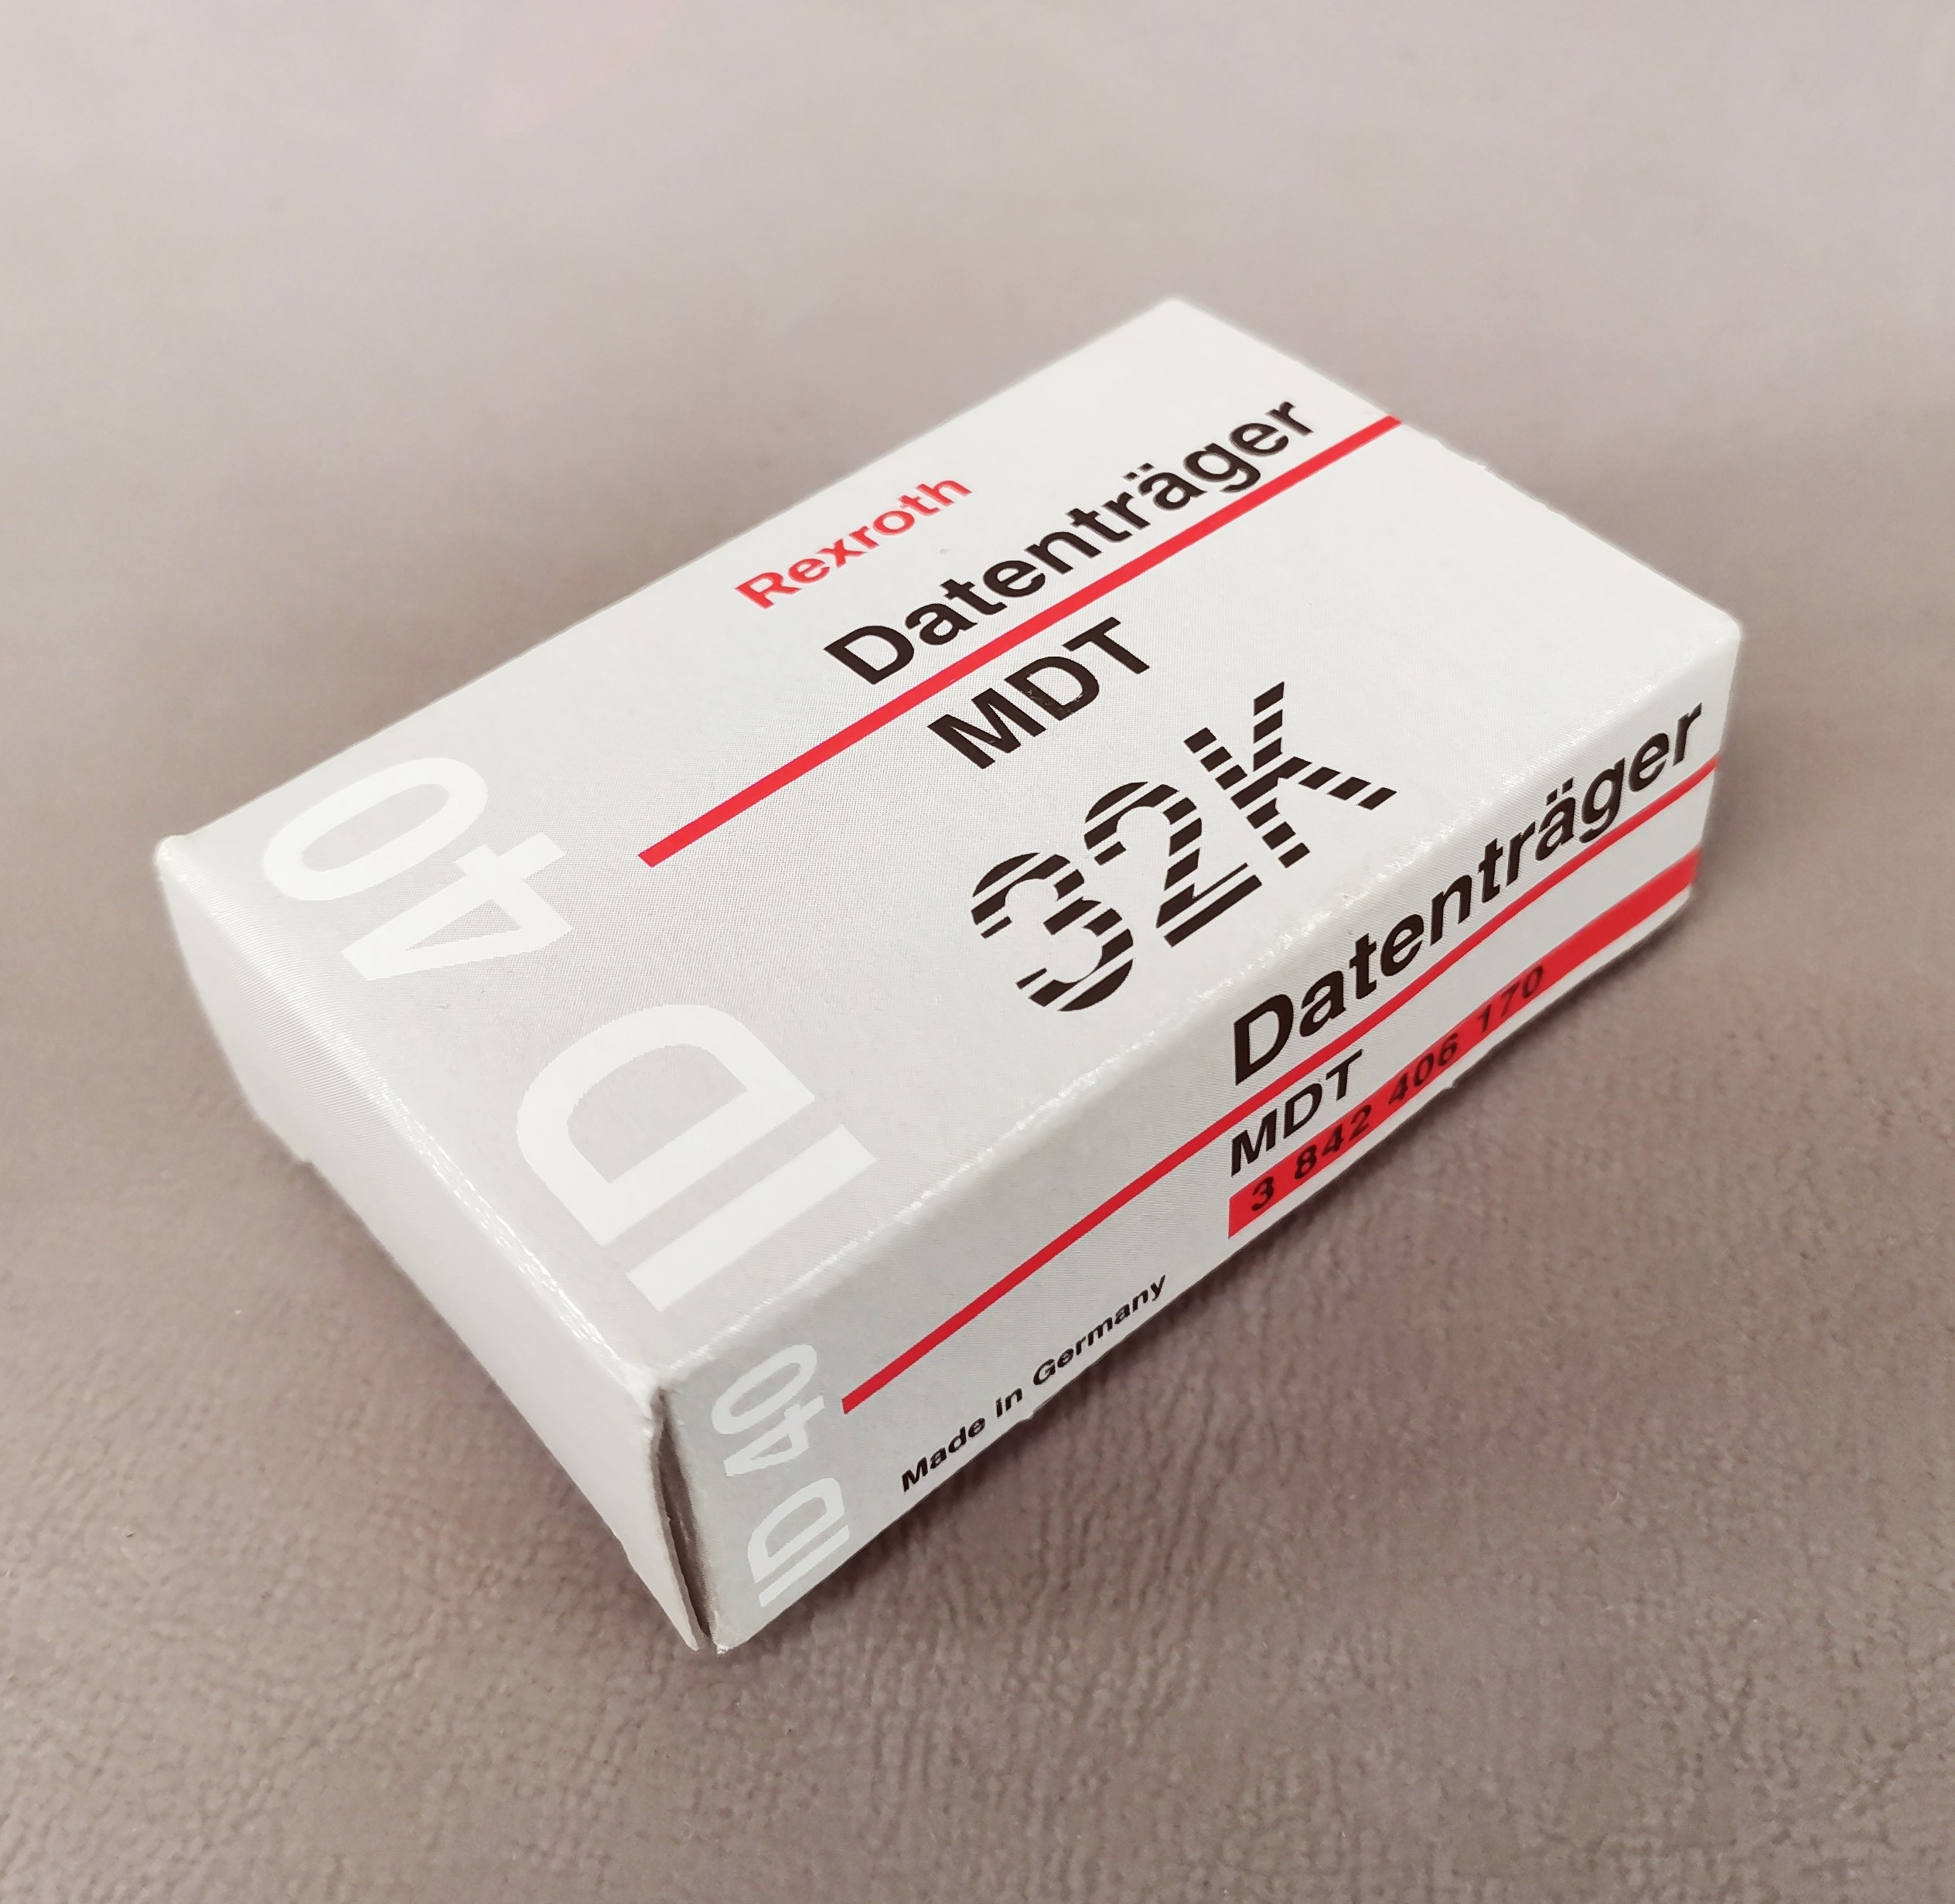 Rexroth
Datenträger
MDT
32K
ID 40
Datenträger
MDT
3 842 406 170
Made in Germany
ID 40